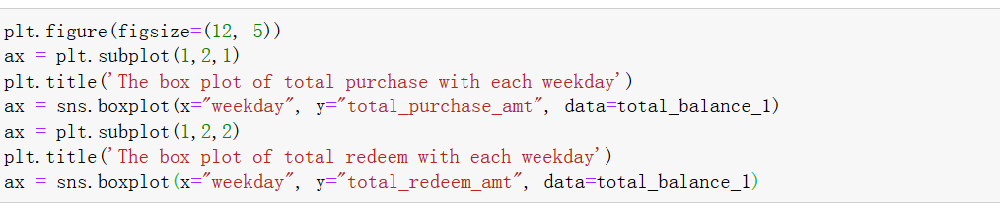 plt.figure(figsize=(12, 5))
ax = plt.subplot(1,2,1)
plt.title('The box plot of total purchase with each weekday')
ax = sns.boxplot(x="weekday", y="total_purchase_amt", data=total_balance_1)
ax = plt.subplot(1,2,2)
plt.title('The box plot of total redeem with each weekday')
ax = sns.boxplot(x="weekday", y="total_redeem_amt", data=total_balance_1)